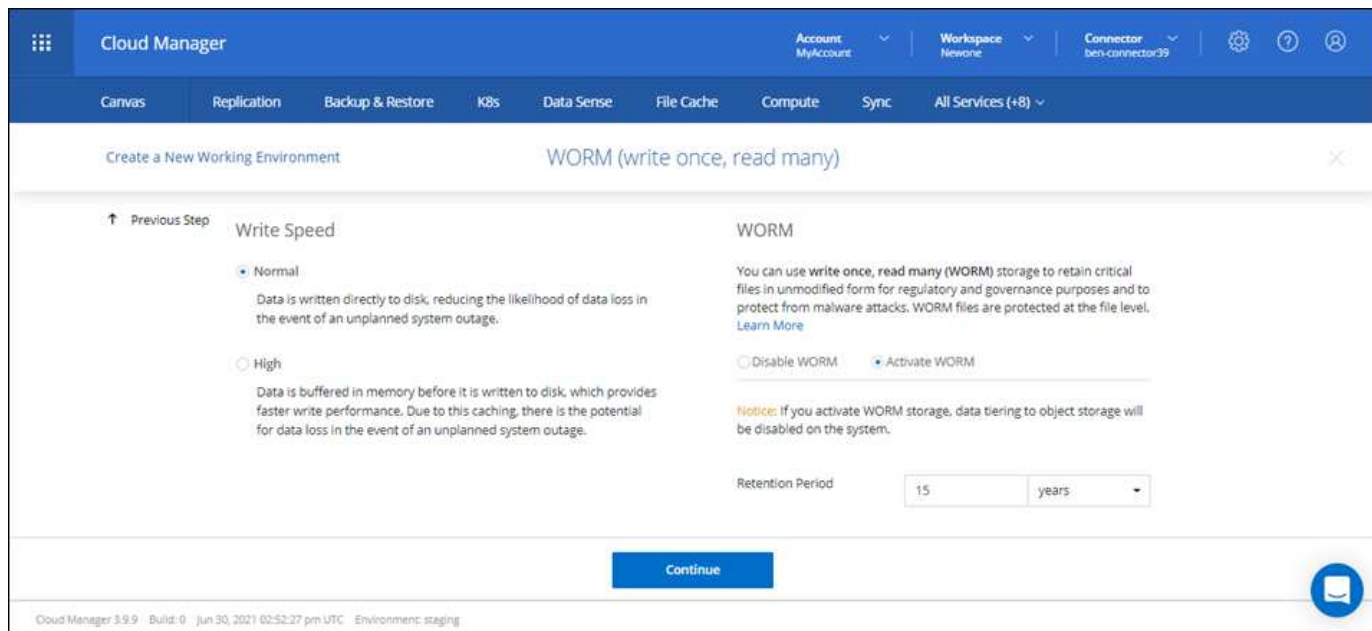 Cloud Manager
Account
MyAccount
Workspace
Newone
Connector
ben-connector39
Canvas
Replication
Backup & Restore
K8s
Data Sense
File Cache
Compute
Sync
All Services (+8)
Create a New Working Environment
WORM (write once, read many)
↑ Previous Step
Write Speed
Normal
Data is written directly to disk, reducing the likelihood of data loss in
the event of an unplanned system outage.
High
Data is buffered in memory before it is written to disk, which provides
faster write performance. Due to this caching, there is the potential
for data loss in the event of an unplanned system outage.
WORM
You can use write once, read many (WORM) storage to retain critical
files in unmodified form for regulatory and governance purposes and to
protect from malware attacks. WORM files are protected at the file level.
Learn More
Disable WORM
Activate WORM
Notice: If you activate WORM storage, data tiering to object storage will
be disabled on the system.
Retention Period
15
years
Continue
Cloud Manager 3.9.9 Build: 0 Jun 30, 2021 02:52:27 pm UTC Environment: staging